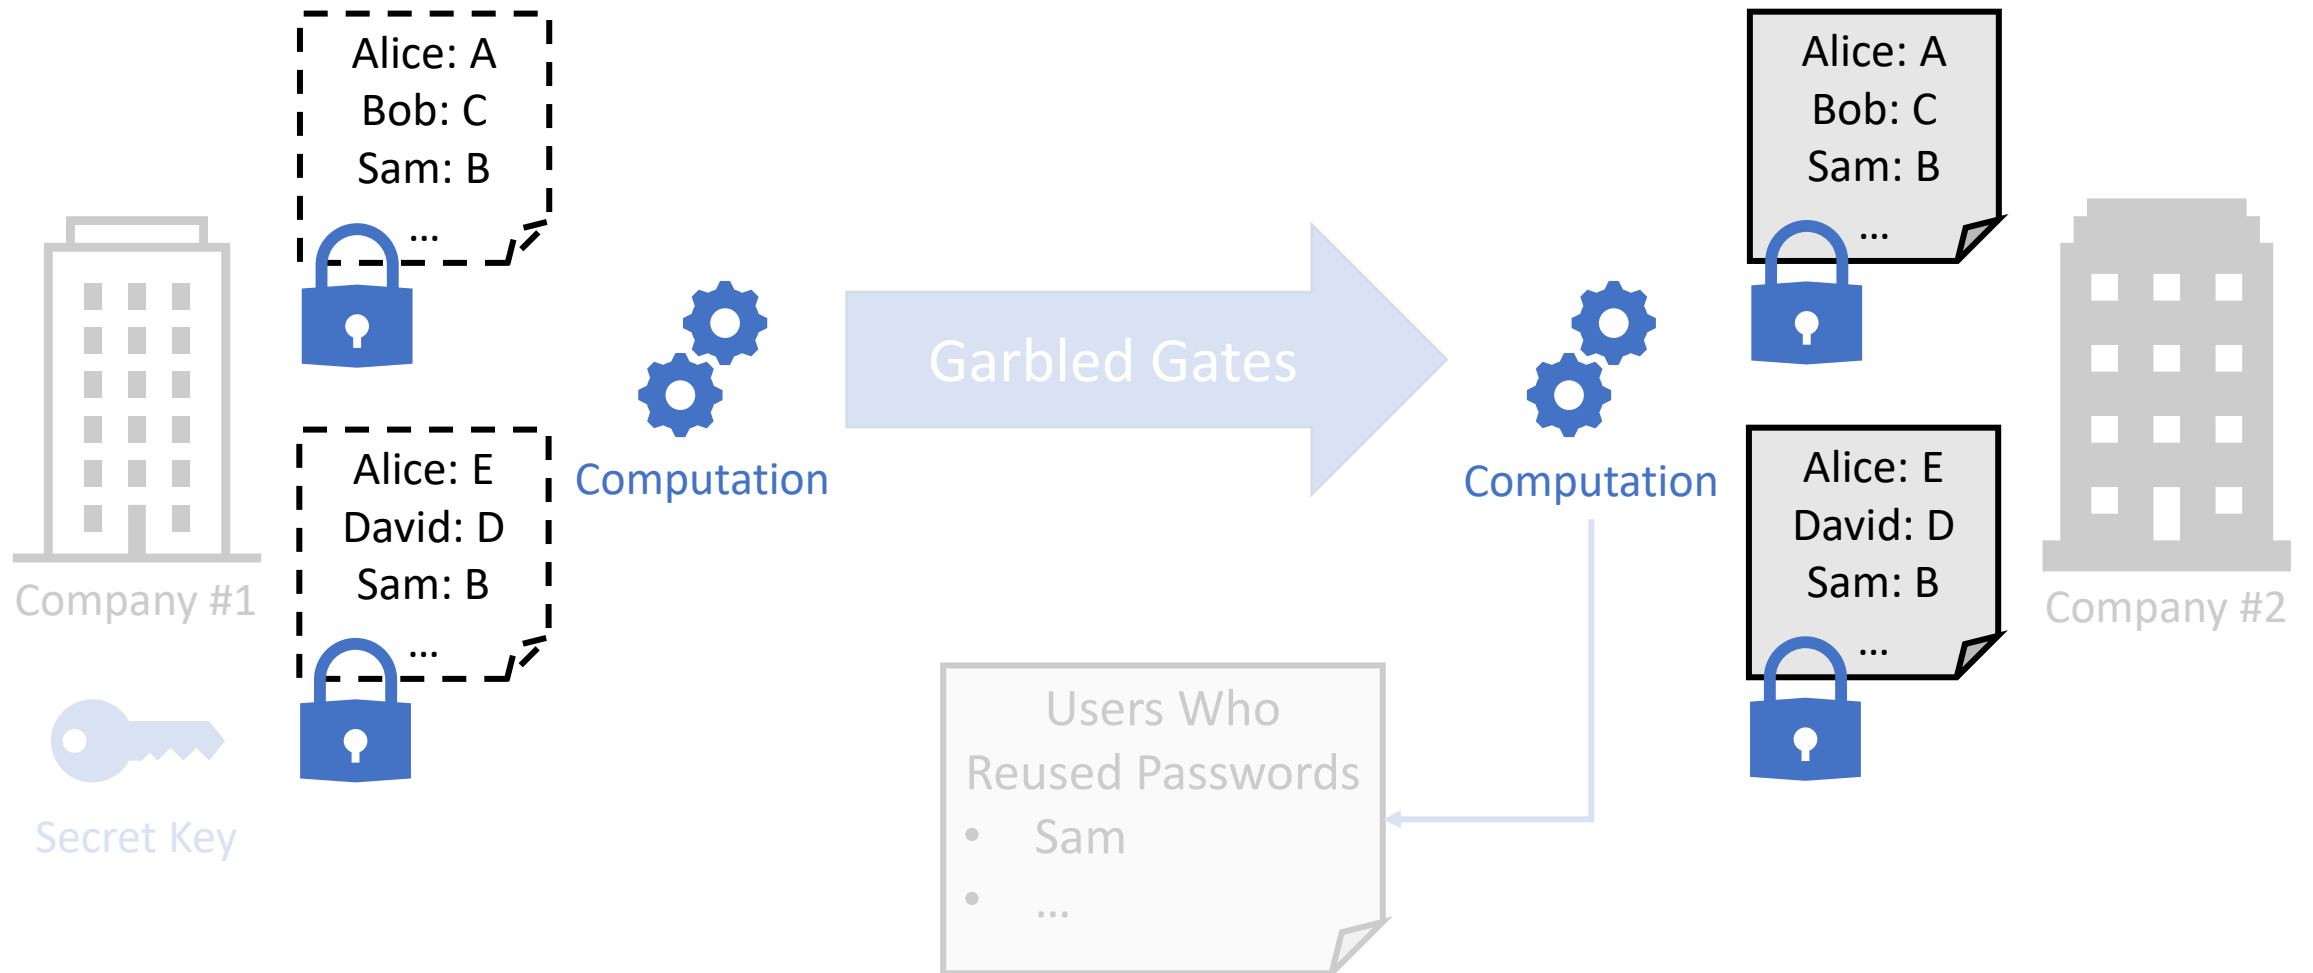 Alice: A
Bob: C
Sam: B
...
Company #1
Alice: E
David: D
Sam: B
...
Secret Key
Computation
Garbled Gates
Computation
Users Who
Reused Passwords
• Sam
• ...
Alice: A
Bob: C
Sam: B
...
Alice: E
David: D
Sam: B
...
Company #2